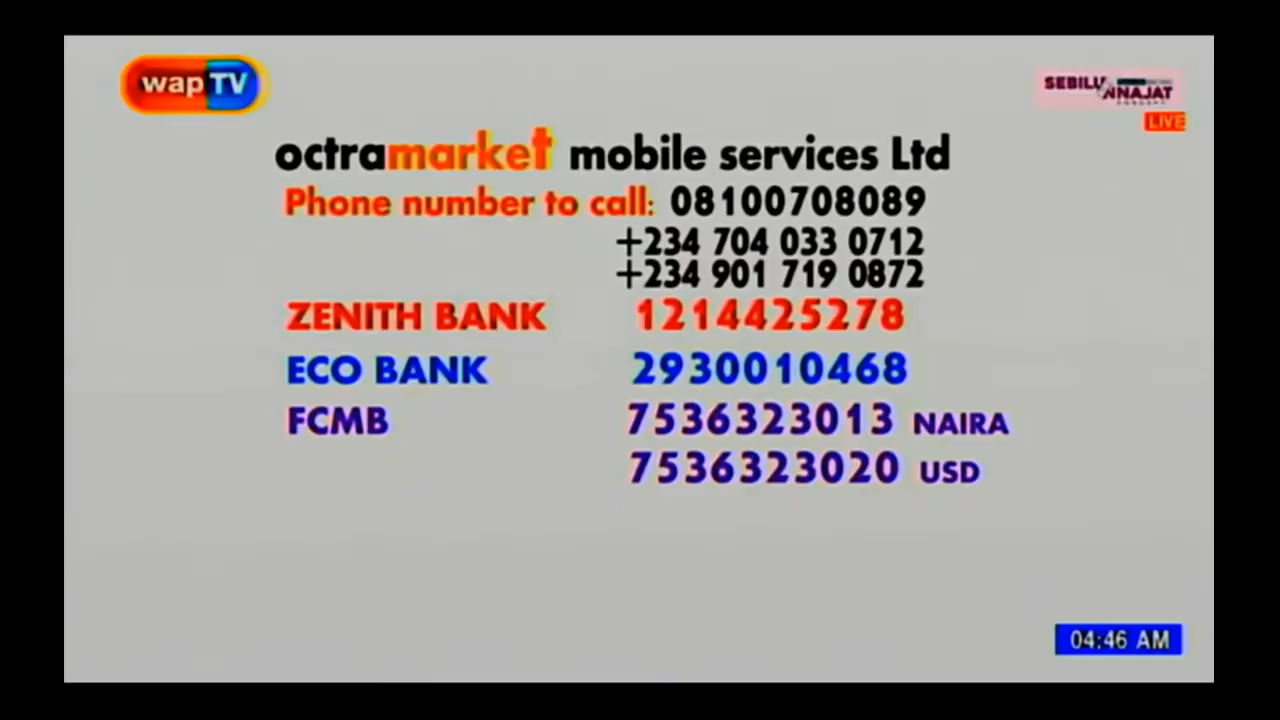 wapTV
SEBILU
ANNAJAT
LIVE
octramarket mobile services Ltd
Phone number to call: 08100708089
+234 704 033 0712
+234 901 719 0872
ZENITH BANK 1214425278
ECO BANK 2930010468
FCMB 7536323013 NAIRA
7536323020 USD
04:46 AM